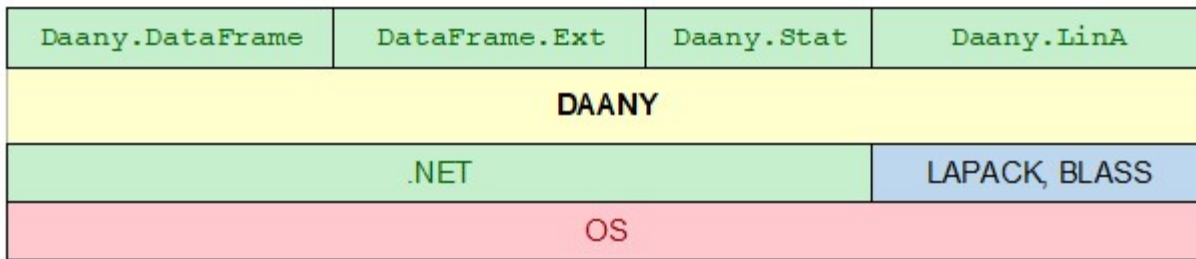 Daany.DataFrame DataFrame.Ext Daany.Stat Daany.LinA
DAANY
.NET LAPACK, BLASS
OS